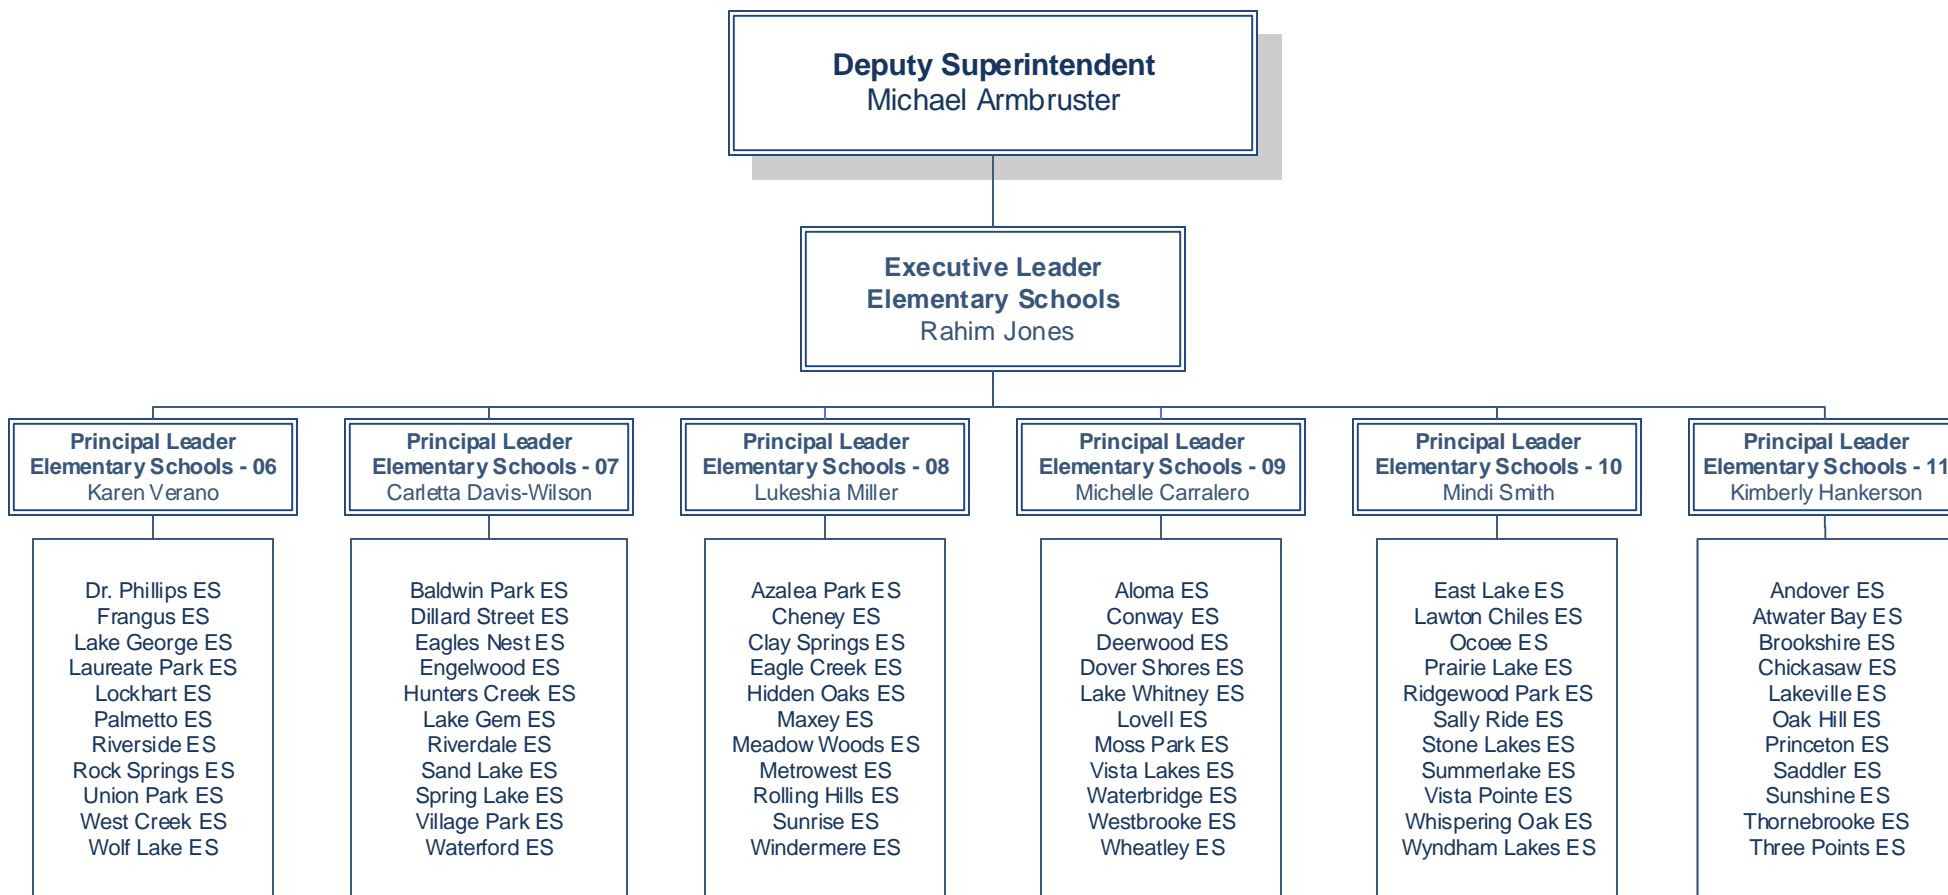 Deputy Superintendent
Michael Armbruster
Executive Leader
Elementary Schools
Rahim Jones
Principal Leader
Elementary Schools - 06
Karen Verano
Principal Leader
Elementary Schools - 07
Carletta Davis-Wilson
Principal Leader
Elementary Schools - 08
Lukeshia Miller
Principal Leader
Elementary Schools - 09
Michelle Carralero
Principal Leader
Elementary Schools - 10
Mindi Smith
Principal Leader
Elementary Schools - 11
Kimberly Hankerson
Dr. Phillips ES
Frangus ES
Lake George ES
Laureate Park ES
Lockhart ES
Palmetto ES
Riverside ES
Rock Springs ES
Union Park ES
West Creek ES
Wolf Lake ES
Baldwin Park ES
Dillard Street ES
Eagles Nest ES
Engelwood ES
Hunters Creek ES
Lake Gem ES
Riverdale ES
Sand Lake ES
Spring Lake ES
Village Park ES
Waterford ES
Azalea Park ES
Cheney ES
Clay Springs ES
Eagle Creek ES
Hidden Oaks ES
Maxey ES
Meadow Woods ES
Metrowest ES
Rolling Hills ES
Sunrise ES
Windermere ES
Aloma ES
Conway ES
Deerwood ES
Dover Shores ES
Lake Whitney ES
Lovell ES
Moss Park ES
Vista Lakes ES
Waterbridge ES
Westbrooke ES
Wheatley ES
East Lake ES
Lawton Chiles ES
Ocoee ES
Prairie Lake ES
Ridgewood Park ES
Sally Ride ES
Stone Lakes ES
Summerlake ES
Vista Pointe ES
Whispering Oak ES
Wyndham Lakes ES
Andover ES
Atwater Bay ES
Brookshire ES
Chickasaw ES
Lakeville ES
Oak Hill ES
Princeton ES
Saddler ES
Sunshine ES
Thornebrooke ES
Three Points ES